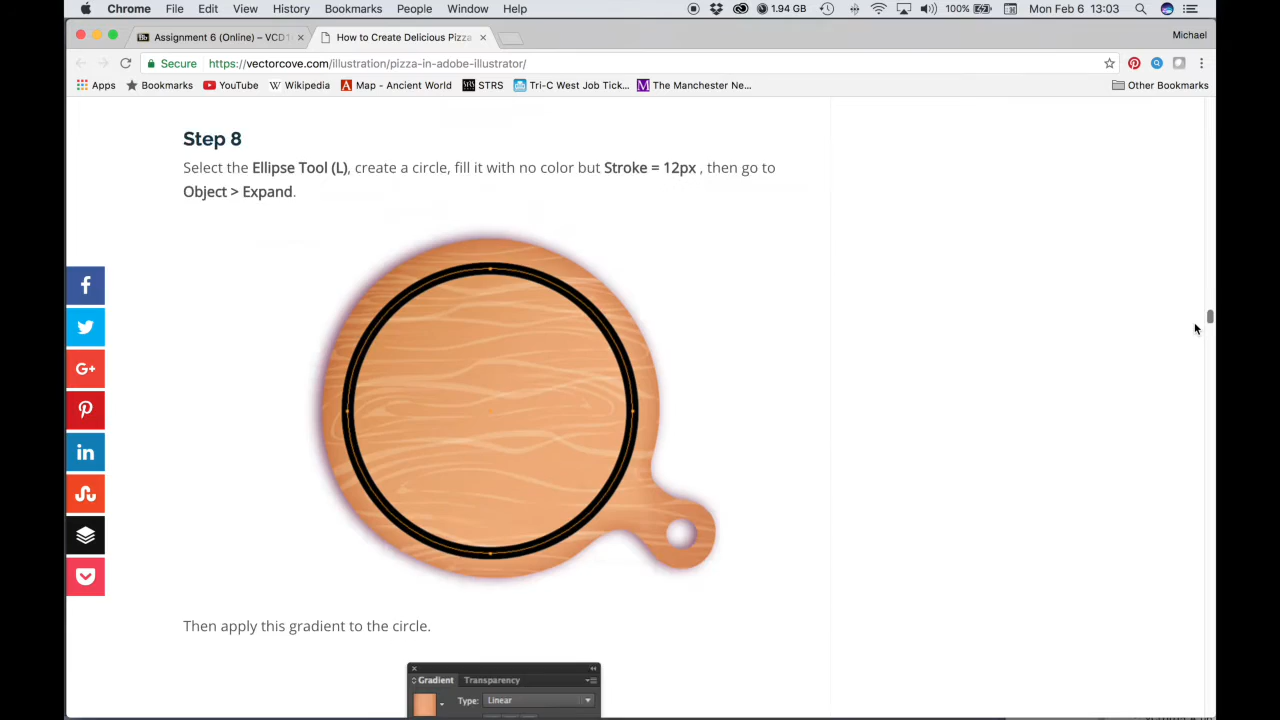 Chrome File Edit View History Bookmarks People Window Help 1.94 GB 100% Mon Feb 6 13:03
Assignment 6 (Online) – VCD1 × How to Create Delicious Pizza × Michael
Secure https://vectorcove.com/illustration/pizza-in-adobe-illustrator/
Apps Bookmarks YouTube Wikipedia Map - Ancient World STRS Tri-C West Job Tick... The Manchester Ne... Other Bookmarks
Step 8
Select the Ellipse Tool (L), create a circle, fill it with no color but Stroke = 12px , then go to
Object > Expand.
Then apply this gradient to the circle.
Gradient Transparency
Type: Linear